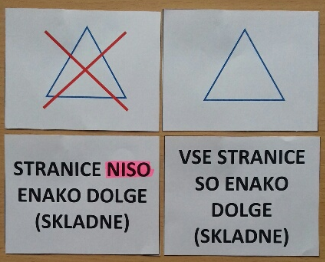 STRANICE NISO
ENAKO DOLGE
(SKLADNE)
VSE STRANICE
SO ENAKO
DOLGE
(SKLADNE)